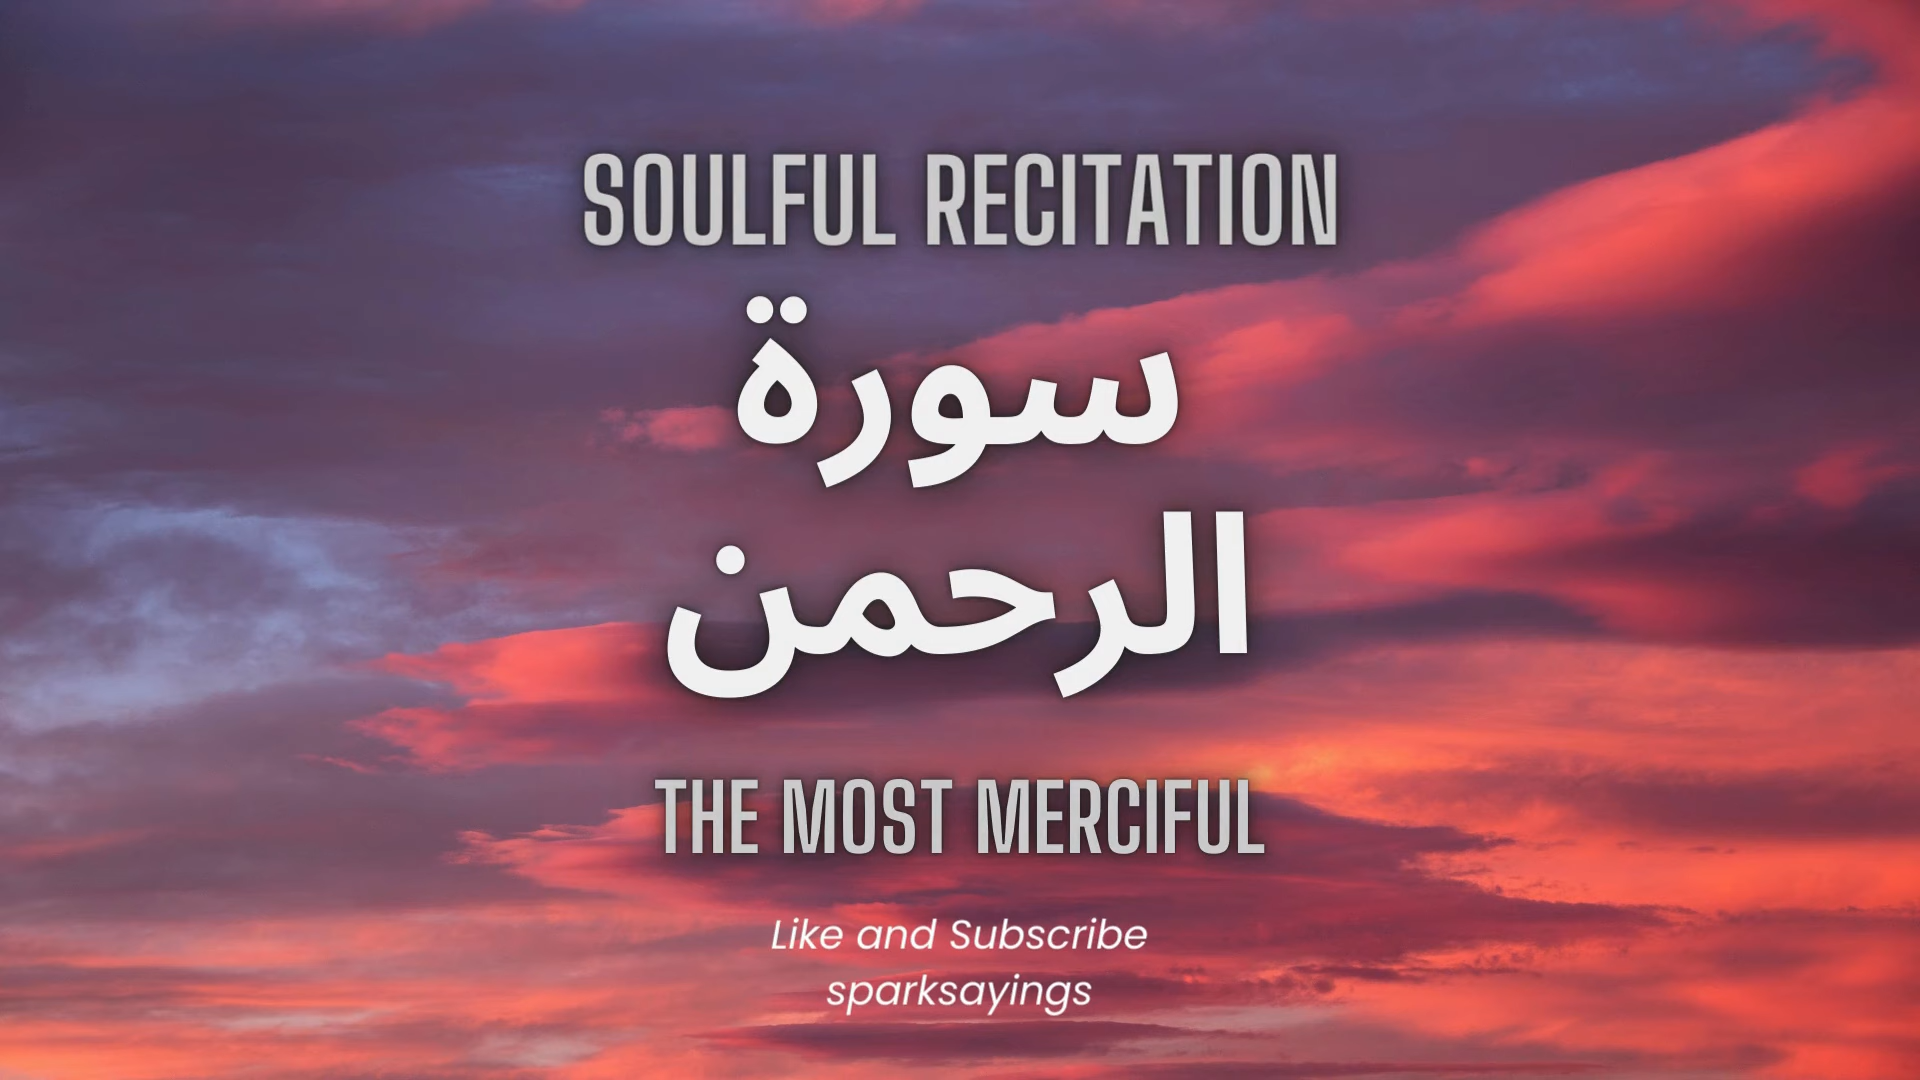 SOULFUL RECITATION
سورة
الرحمن
THE MOST MERCIFUL
Like and Subscribe
sparksayings